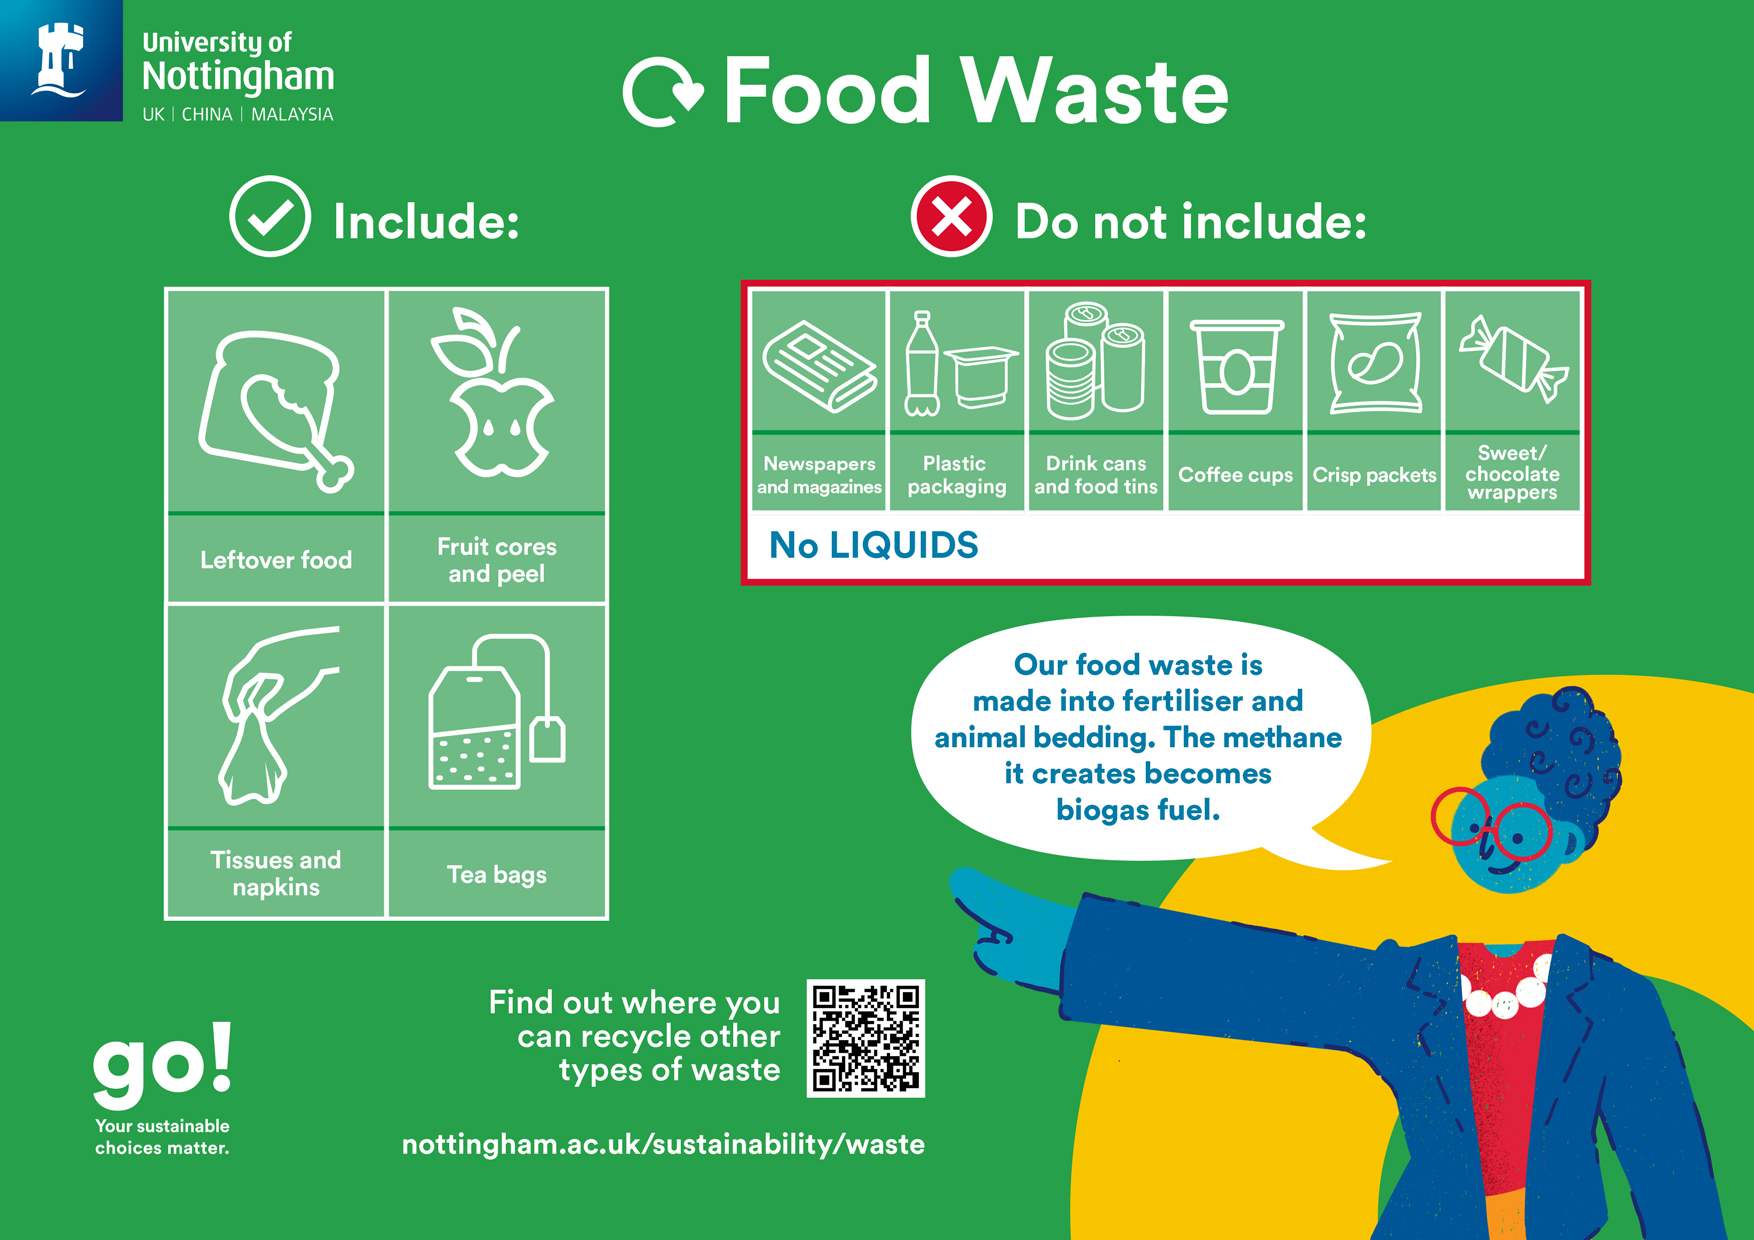 University of
Nottingham
UK | CHINA | MALAYSIA
Food Waste
Include:
Leftover food
Fruit cores
and peel
Tissues and
napkins
Tea bags
Do not include:
Newspapers
and magazines
Plastic
packaging
Drink cans
and food tins
Coffee cups
Crisp packets
Sweet/
chocolate
wrappers
No LIQUIDS
Our food waste is
made into fertiliser and
animal bedding. The methane
it creates becomes
biogas fuel.
Find out where you
can recycle other
types of waste
nottingham.ac.uk/sustainability/waste
go!
Your sustainable
choices matter.